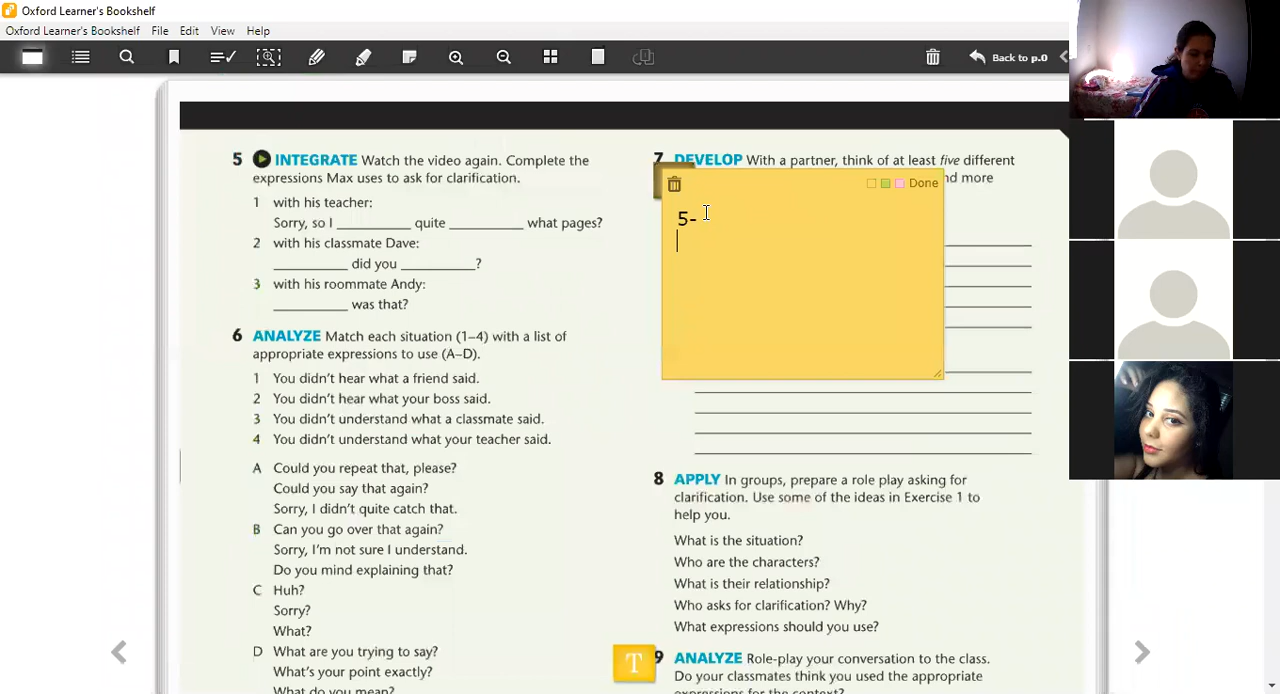 Oxford Learner's Bookshelf
Oxford Learner's Bookshelf File Edit View Help
Back to p.0
5 INTEGRATE Watch the video again. Complete the
expressions Max uses to ask for clarification.
1 with his teacher:
Sorry, so I __________ quite __________ what pages?
2 with his classmate Dave:
__________ did you __________?
3 with his roommate Andy:
__________ was that?
6 ANALYZE Match each situation (1–4) with a list of
appropriate expressions to use (A–D).
1 You didn't hear what a friend said.
2 You didn't hear what your boss said.
3 You didn't understand what a classmate said.
4 You didn't understand what your teacher said.
A Could you repeat that, please?
Could you say that again?
Sorry, I didn't quite catch that.
B Can you go over that again?
Sorry, I'm not sure I understand.
Do you mind explaining that?
C Huh?
Sorry?
What?
D What are you trying to say?
What's your point exactly?
What do you mean?
7 DEVELOP With a partner, think of at least five different
nd more
Done
5-
8 APPLY In groups, prepare a role play asking for
clarification. Use some of the ideas in Exercise 1 to
help you.
What is the situation?
Who are the characters?
What is their relationship?
Who asks for clarification? Why?
What expressions should you use?
T
9 ANALYZE Role-play your conversation to the class.
Do your classmates think you used the appropriate
expressions for the context?